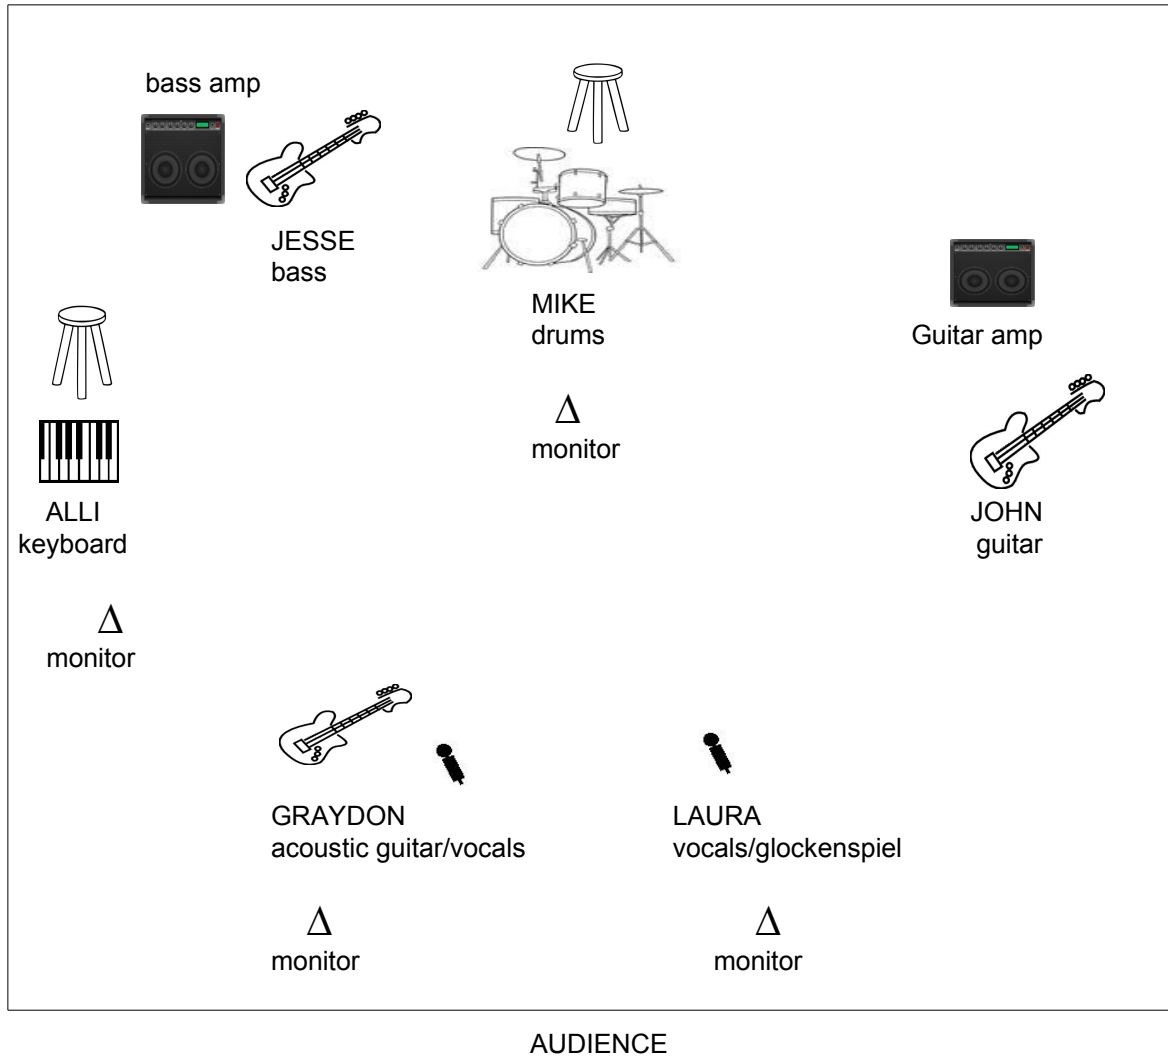 bass amp
JESSE
bass
MIKE
drums
Guitar amp
Δ
monitor
ALLI
keyboard
JOHN
guitar
Δ
monitor
GRAYDON
acoustic guitar/vocals
LAURA
vocals/glockenspiel
Δ
monitor
Δ
monitor
AUDIENCE